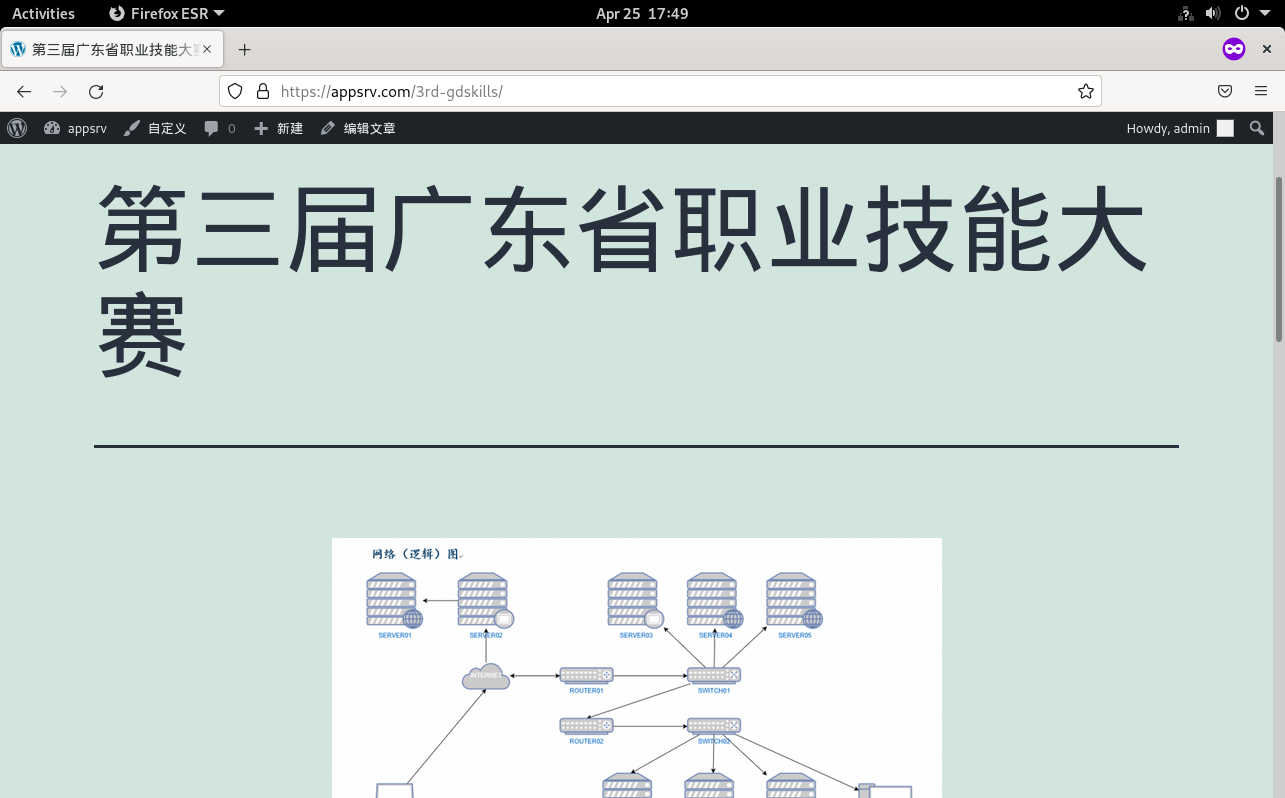 Activities Firefox ESR Apr 25 17:49
第三届广东省职业技能大
https://appsrv.com/3rd-gdskills/
appsrv 自定义 0 新建 编辑文章 Howdy, admin
第三届广东省职业技能大
赛
网络（逻辑）图
SERVER01 SERVER02 SERVER03 SERVER04 SERVER05
INTERNET
ROUTER01 SWITCH01
ROUTER02 SWITCH02